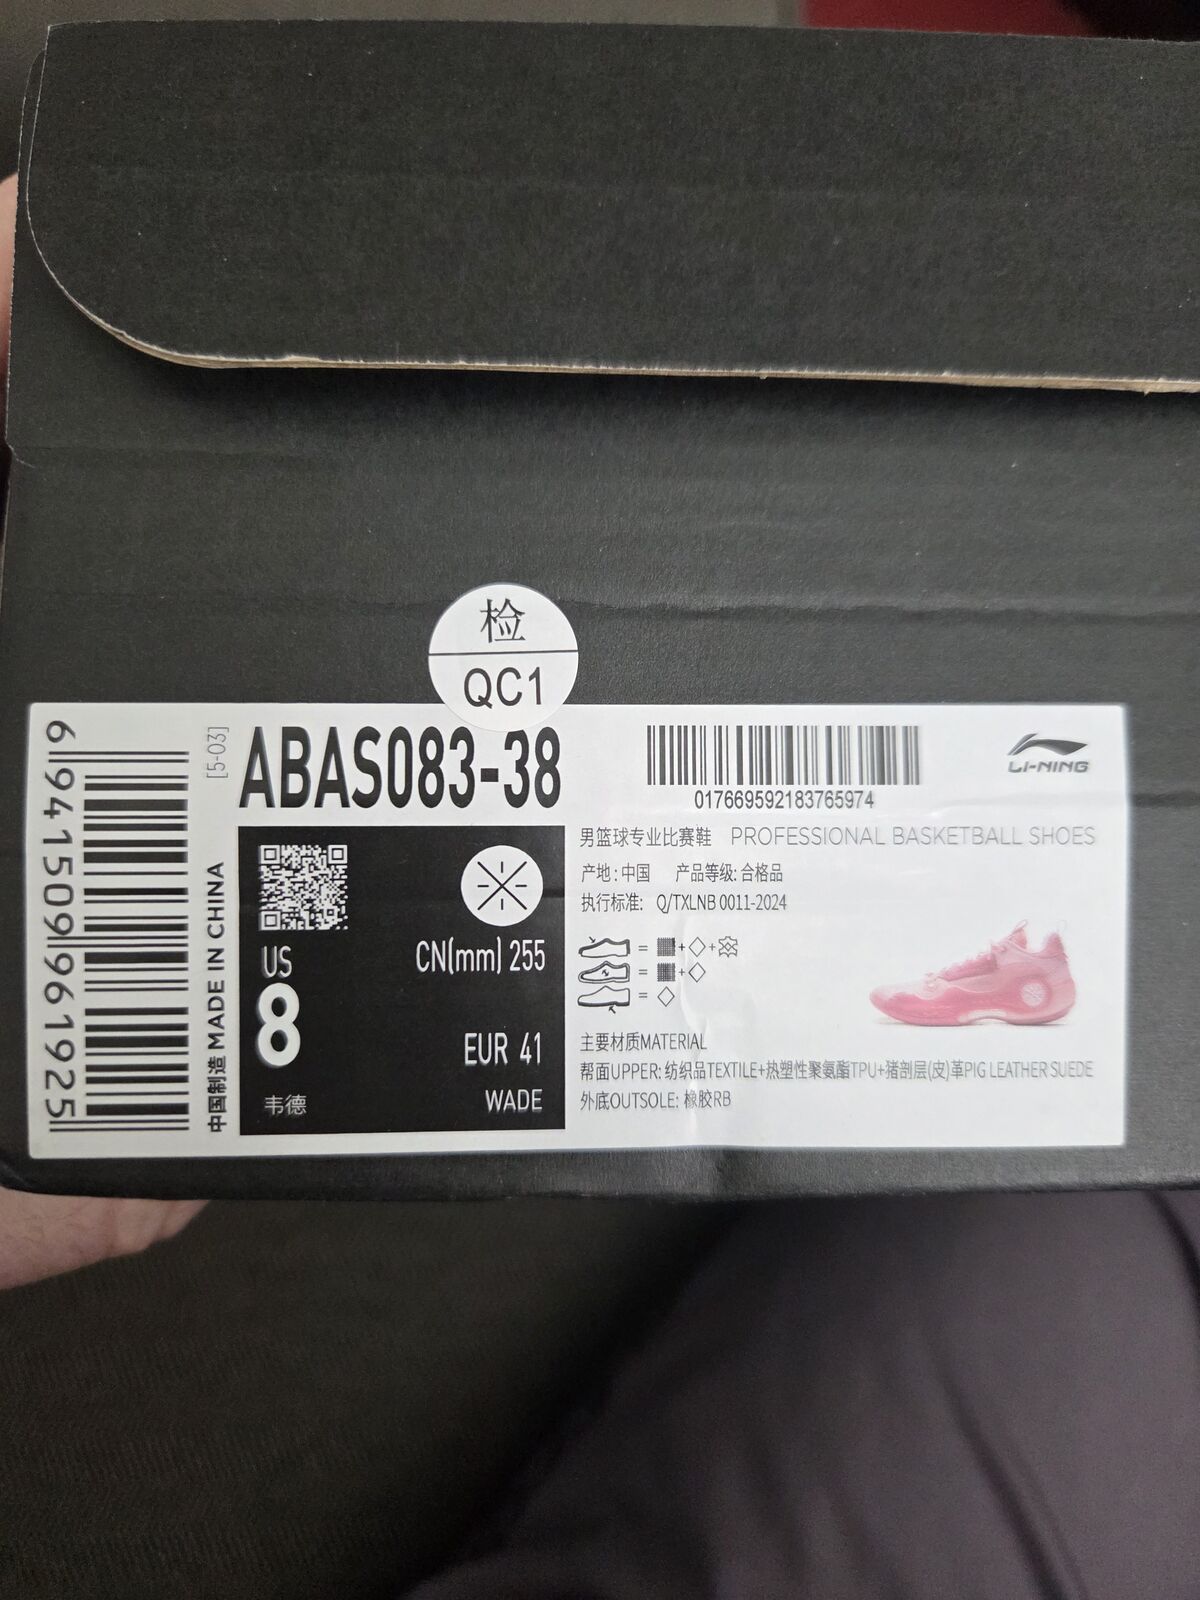 检
QC1
6941509961925
[5-03]
中国制造 MADE IN CHINA
ABAS083-38
US
8
韦德
CN(mm) 255
EUR 41
WADE
017669592183765974
LI-NING
男篮球专业比赛鞋 PROFESSIONAL BASKETBALL SHOES
产地:中国 产品等级:合格品
执行标准: Q/TXLNB 0011-2024
= + +
= +
=
主要材质MATERIAL
帮面UPPER: 纺织品TEXTILE+热塑性聚氨酯TPU+猪剖层(皮)革PIG LEATHER SUEDE
外底OUTSOLE: 橡胶RB